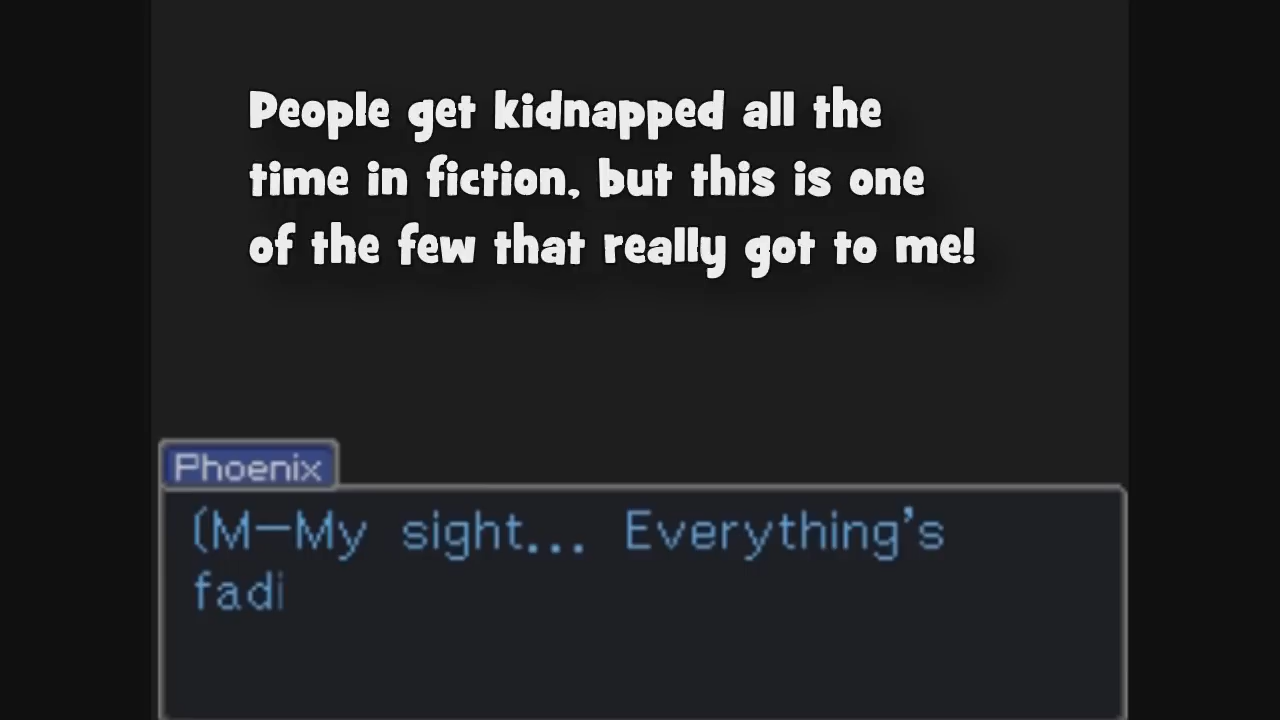 People get kidnapped all the
time in fiction, but this is one
of the few that really got to me!
Phoenix
(M—My sight... Everything's
fadi